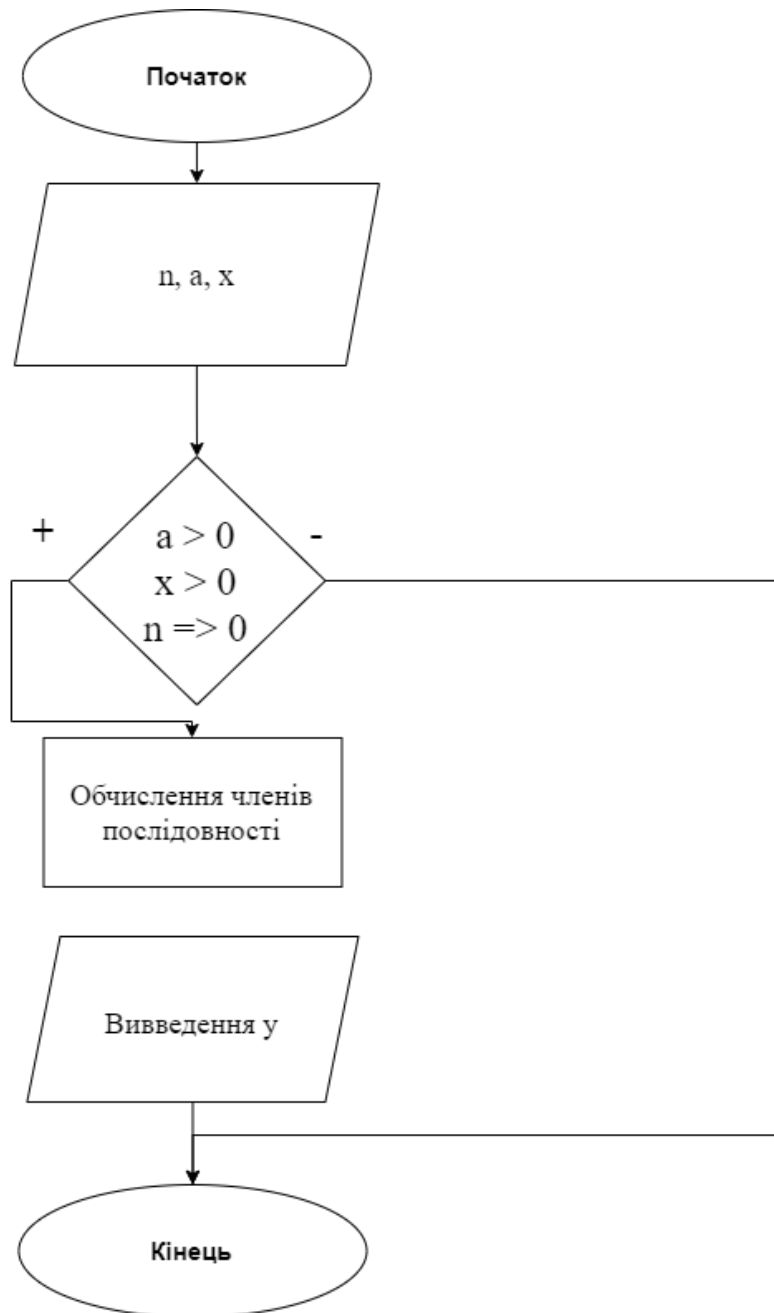 Початок
n, a, x
+
-
a > 0
x > 0
n => 0
Обчислення членів
послідовності
Вивведення у
Кінець